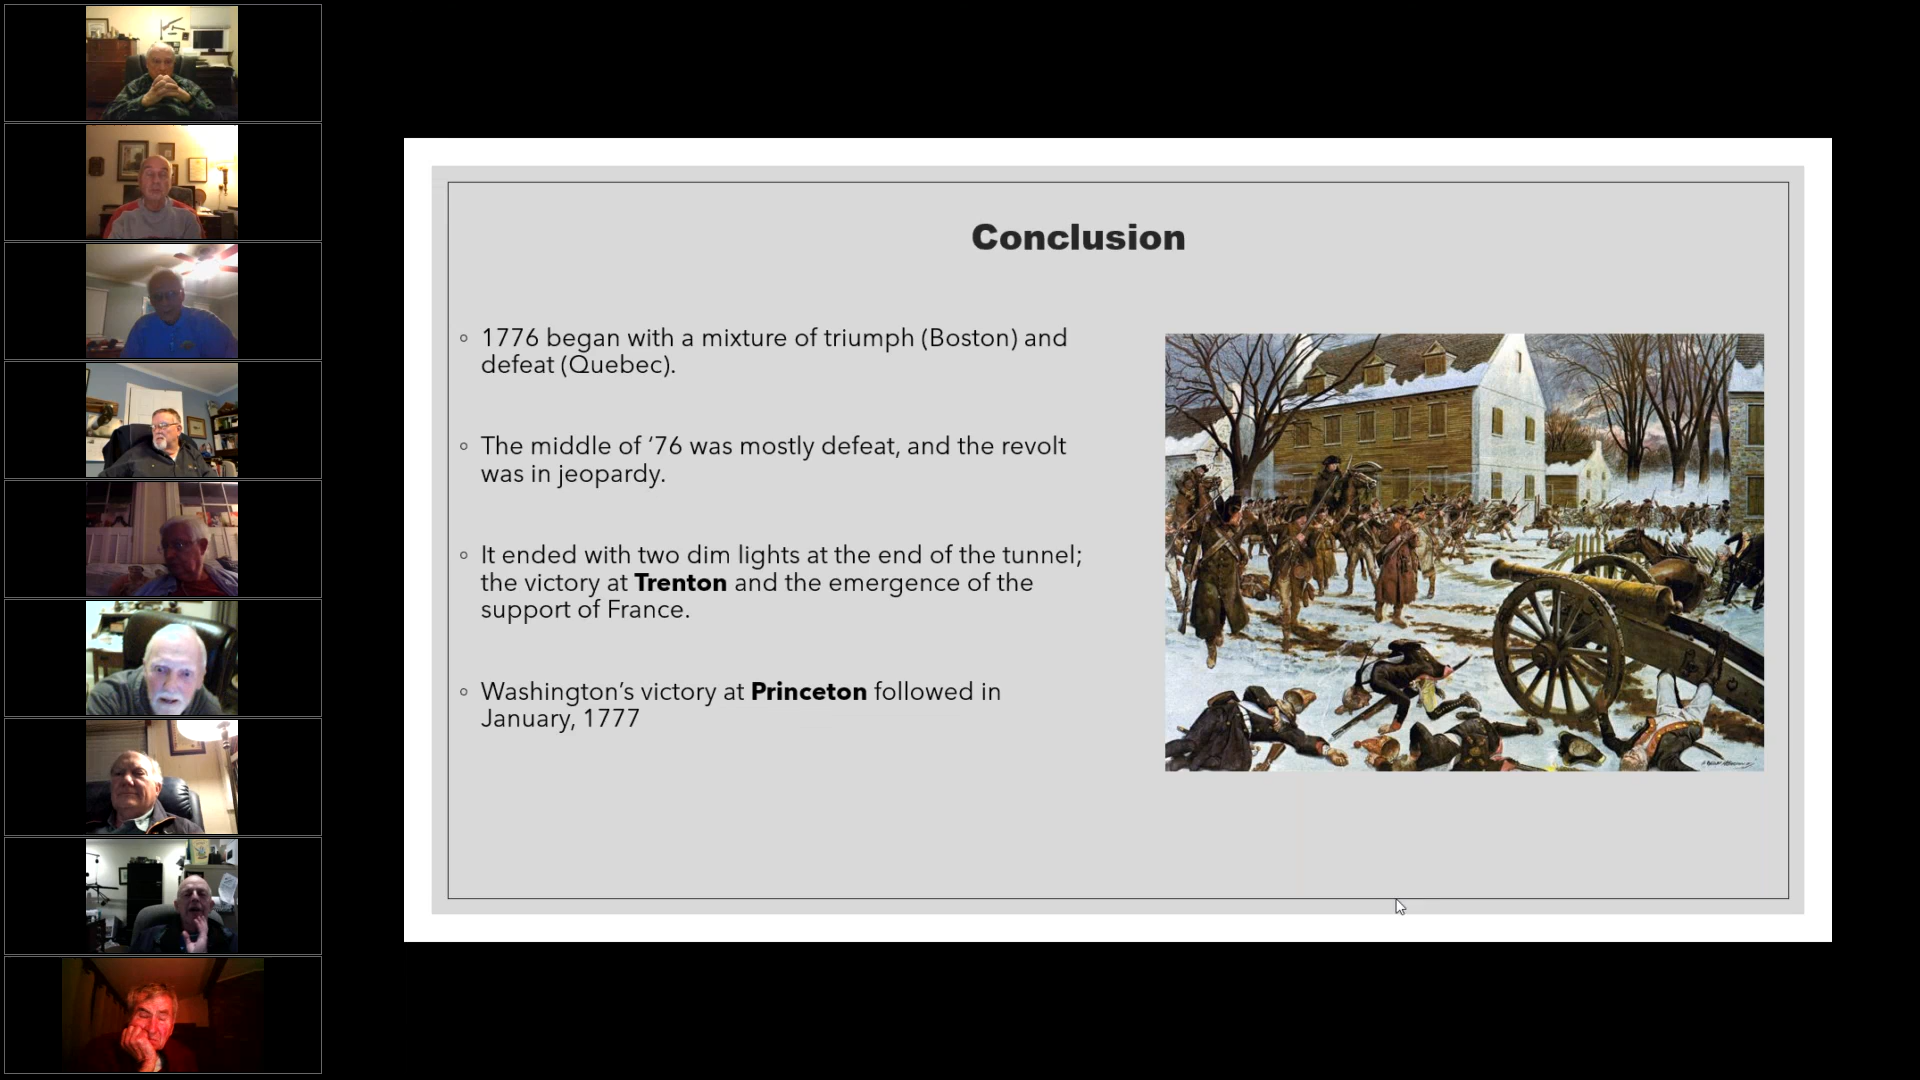 Conclusion
1776 began with a mixture of triumph (Boston) and
defeat (Quebec).
The middle of ‘76 was mostly defeat, and the revolt
was in jeopardy.
It ended with two dim lights at the end of the tunnel;
the victory at Trenton and the emergence of the
support of France.
Washington’s victory at Princeton followed in
January, 1777